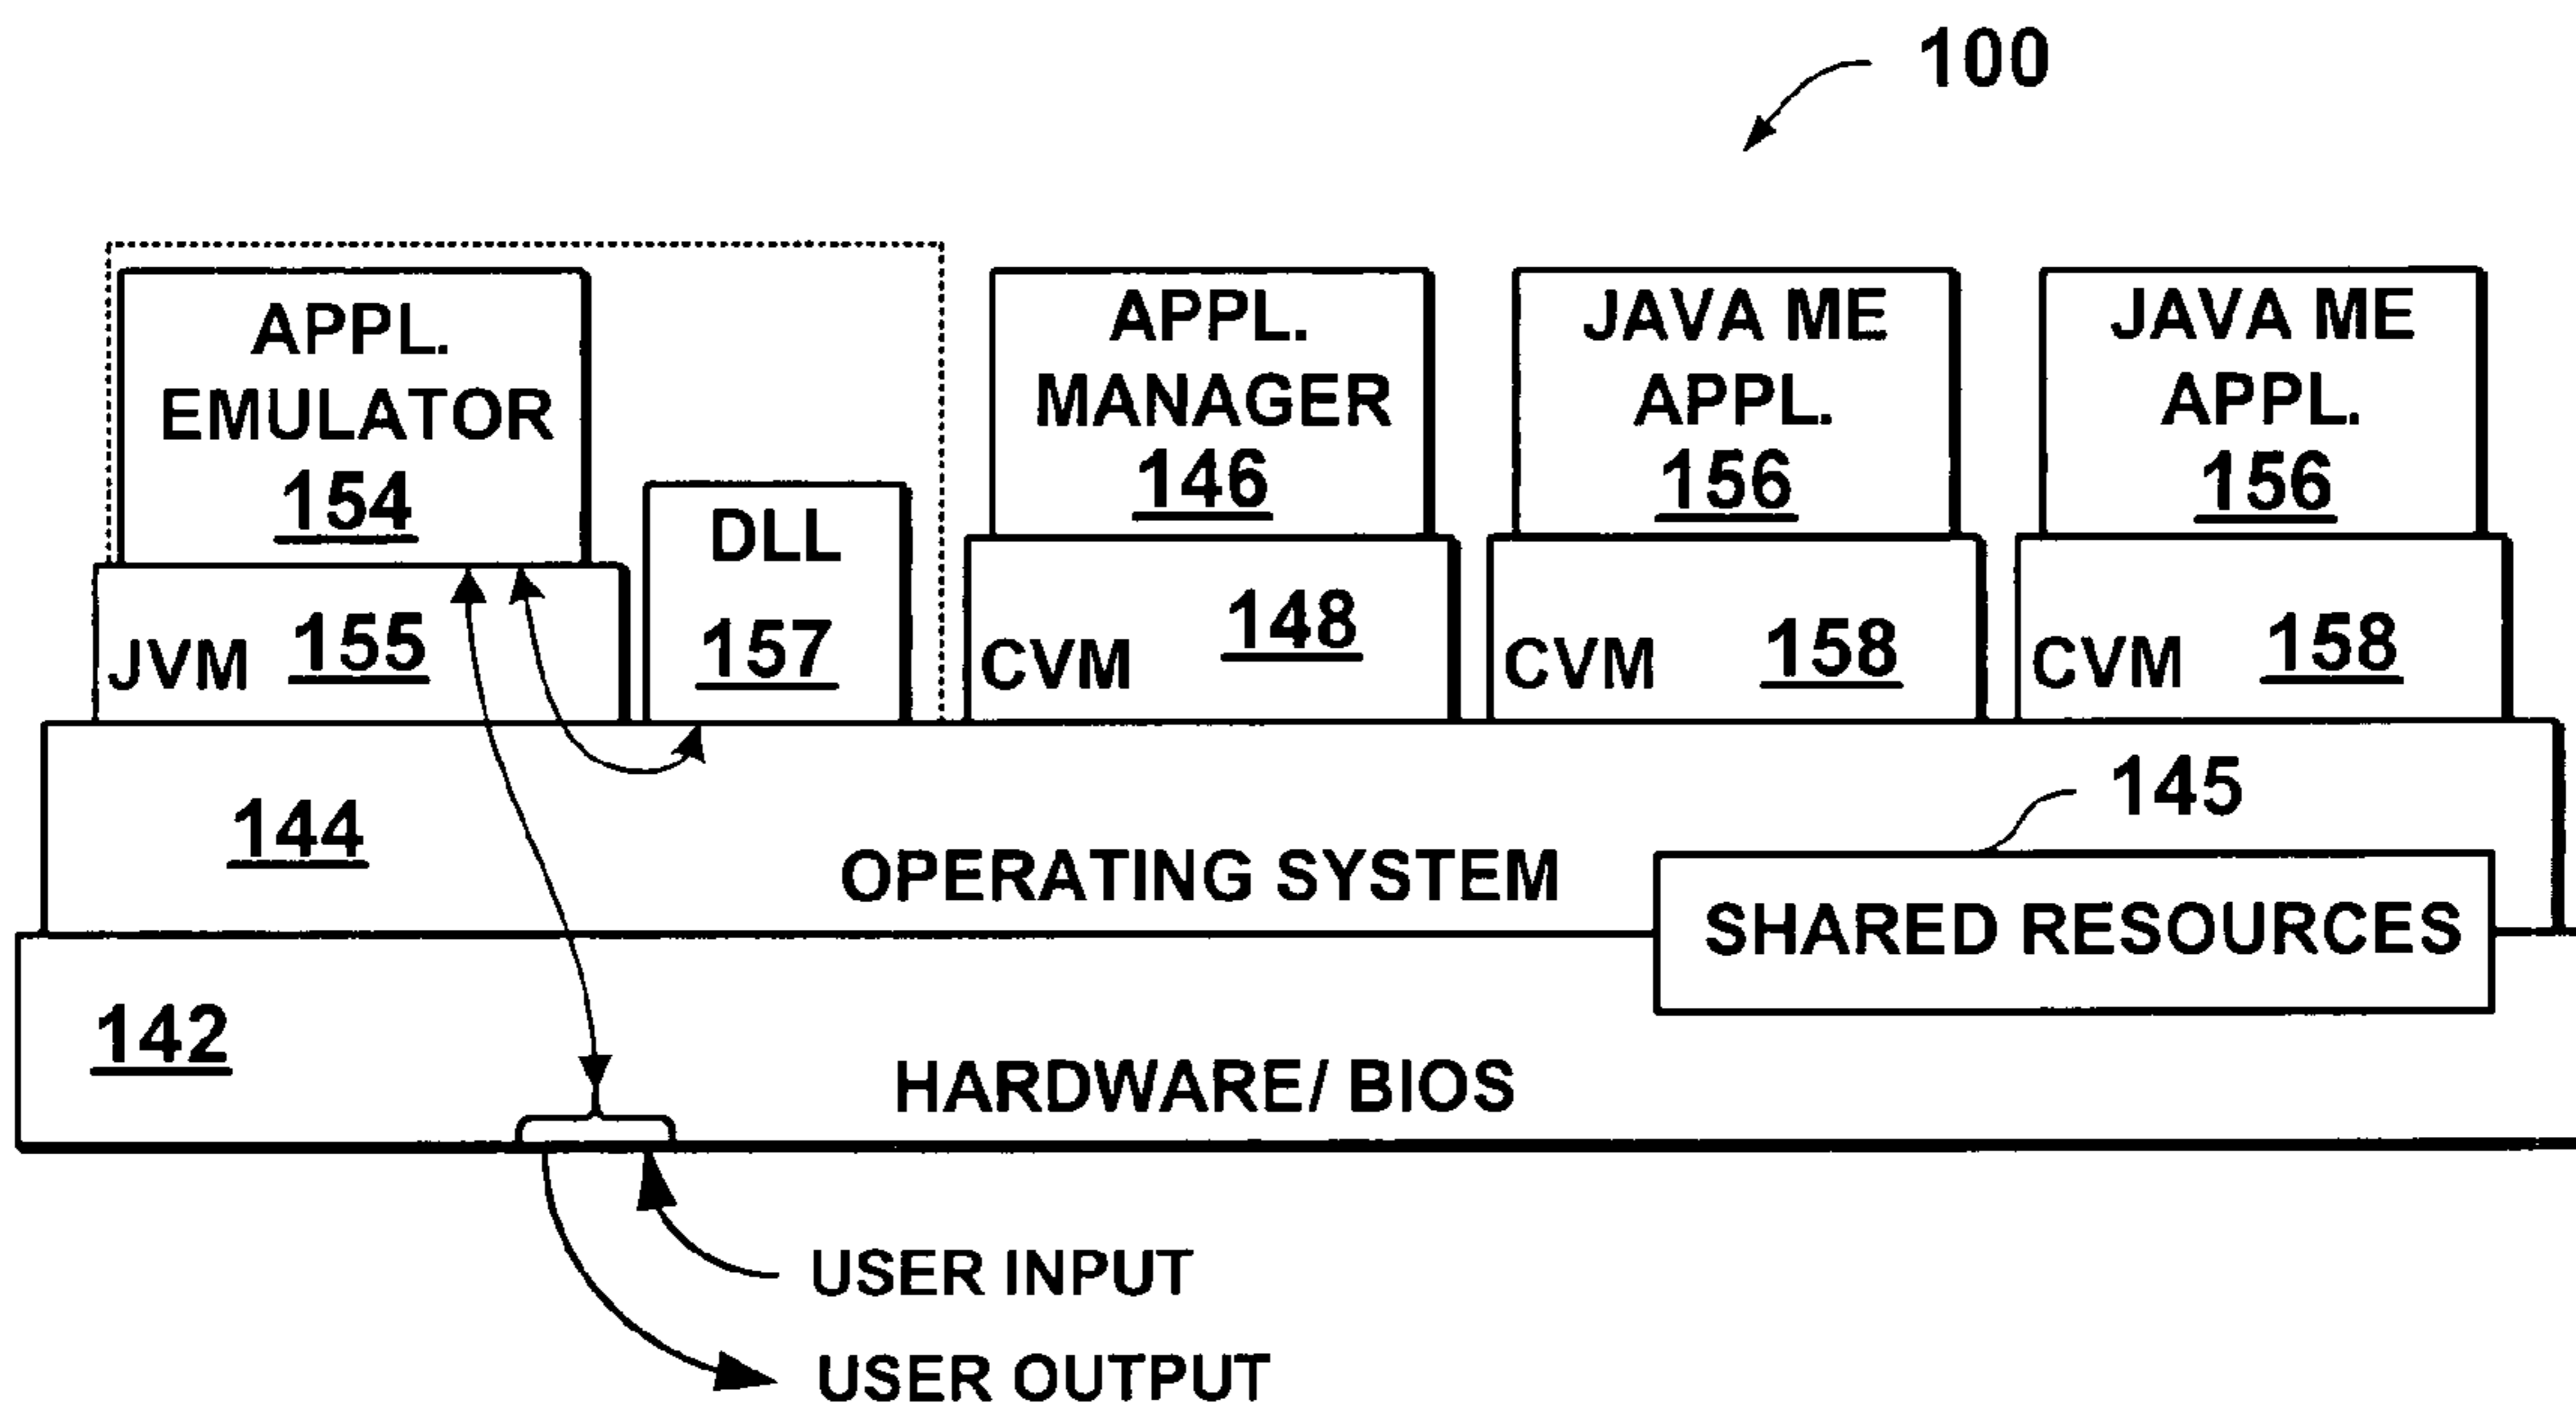 100
APPL.
EMULATOR
154
JVM 155
DLL
157
APPL.
MANAGER
146
CVM 148
JAVA ME
APPL.
156
CVM 158
JAVA ME
APPL.
156
CVM 158
144
OPERATING SYSTEM
145
SHARED RESOURCES
142
HARDWARE/ BIOS
USER INPUT
USER OUTPUT